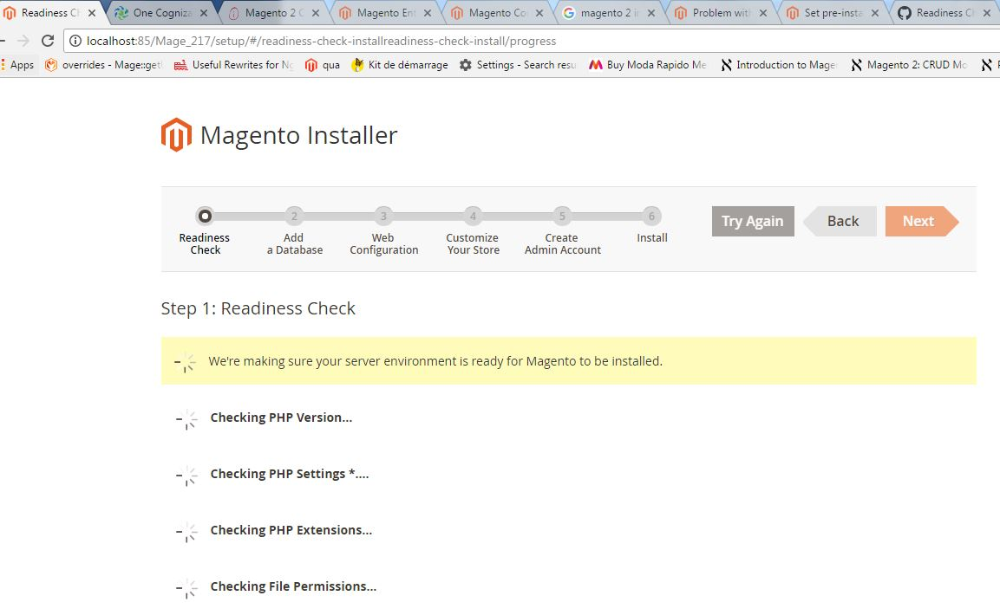 Readiness Ch One Cogniza Magento 2 C Magento Ent Magento Co magento 2 in Problem with Set pre-insta Readiness C
localhost:85/Mage_217/setup/#/readiness-check-installreadiness-check-install/progress
Apps overrides - Mage::get Useful Rewrites for Ng qua Kit de démarrage Settings - Search resu Buy Moda Rapido Me Introduction to Mage Magento 2: CRUD Mo
Magento Installer
2 3 4 5 6
Readiness Check
Add a Database
Web Configuration
Customize Your Store
Create Admin Account
Install
Try Again Back Next
Step 1: Readiness Check
We're making sure your server environment is ready for Magento to be installed.
Checking PHP Version...
Checking PHP Settings *....
Checking PHP Extensions...
Checking File Permissions...